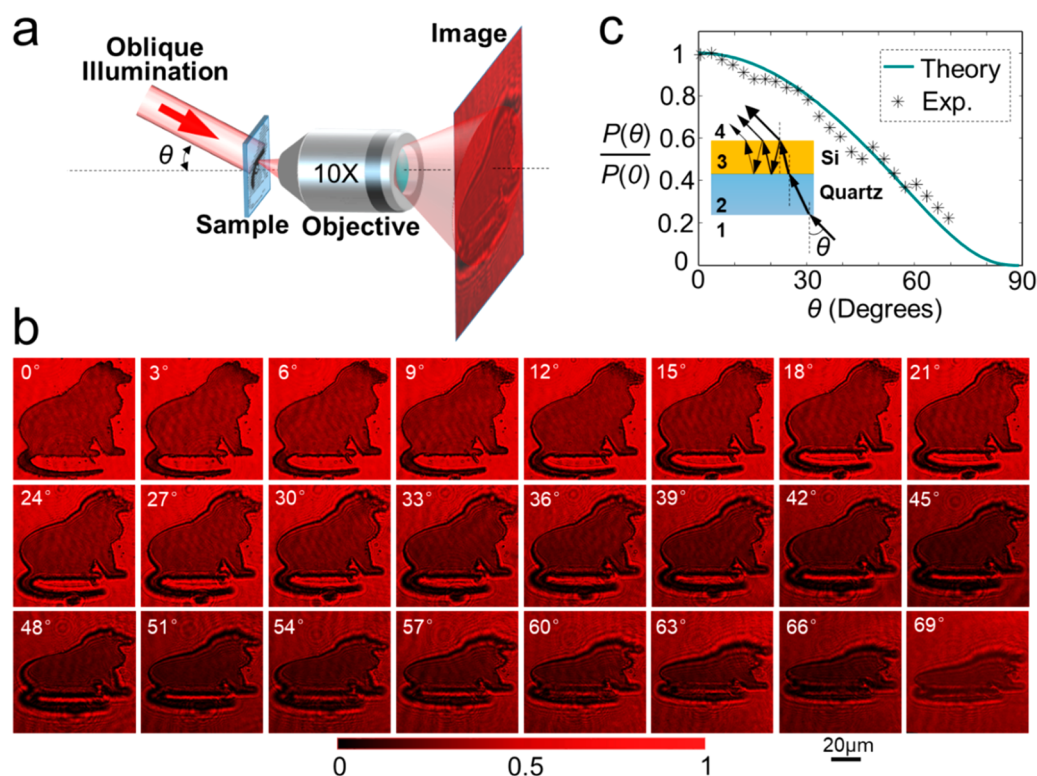 a
Oblique
Illumination
θ
Sample
10X
Objective
Image
c
P(θ)
P(0)
1
0.8
0.6
0.4
0.2
0
0
30
60
90
θ (Degrees)
Theory
Exp.
4
3
Si
2
Quartz
1
θ
b
0° 3° 6° 9° 12° 15° 18° 21°
24° 27° 30° 33° 36° 39° 42° 45°
48° 51° 54° 57° 60° 63° 66° 69°
0 0.5 1
20μm